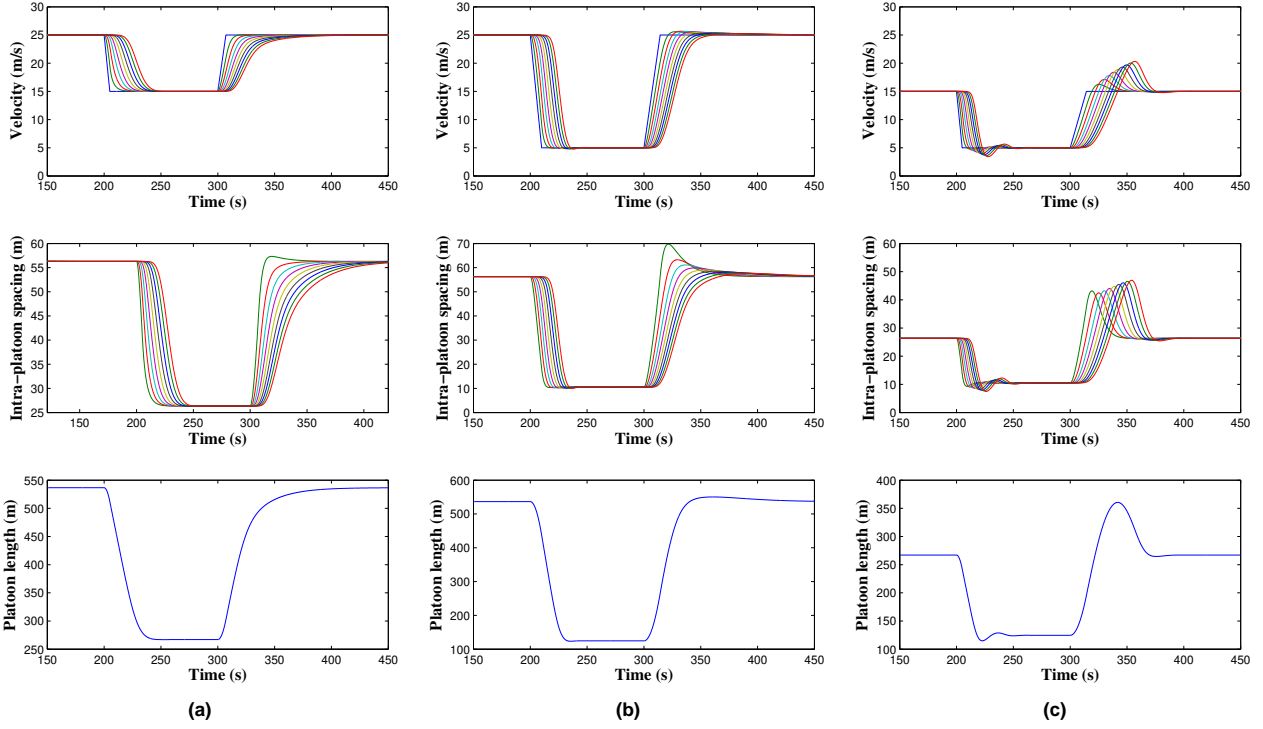 30
25
20
15
10
5
0
Velocity (m/s)
150 200 250 300 350 400 450
Time (s)
30
25
20
15
10
5
0
Velocity (m/s)
150 200 250 300 350 400 450
Time (s)
30
25
20
15
10
5
0
Velocity (m/s)
150 200 250 300 350 400 450
Time (s)
60
55
50
45
40
35
30
25
Intra−platoon spacing (m)
150 200 250 300 350 400
Time (s)
70
60
50
40
30
20
10
0
Intra−platoon spacing (m)
150 200 250 300 350 400 450
Time (s)
60
50
40
30
20
10
0
Intra−platoon spacing (m)
150 200 250 300 350 400 450
Time (s)
550
500
450
400
350
300
250
Platoon length (m)
150 200 250 300 350 400 450
Time (s)
600
500
400
300
200
100
Platoon length (m)
150 200 250 300 350 400 450
Time (s)
400
350
300
250
200
150
100
Platoon length (m)
150 200 250 300 350 400 450
Time (s)
(a)
(b)
(c)